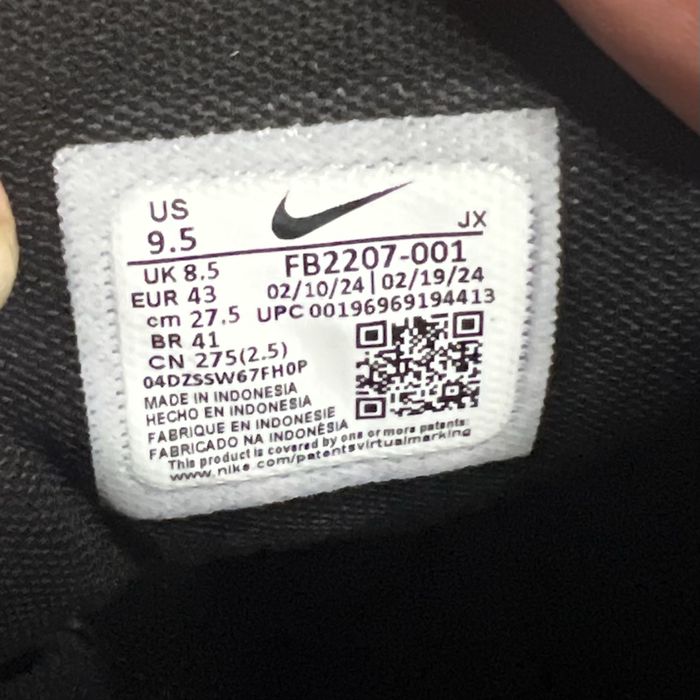 US
9.5
JX
UK 8.5
FB2207-001
EUR 43
02/10/24 | 02/19/24
cm 27.5
UPC 00196969194413
BR 41
CN 275(2.5)
04DZSSW67FH0P
MADE IN INDONESIA
HECHO EN INDONESIA
FABRIQUE EN INDONESIE
FABRICADO NA INDONÉSIA
This product is covered by one or more patents:
www.nike.com/patentsvirtualmarking